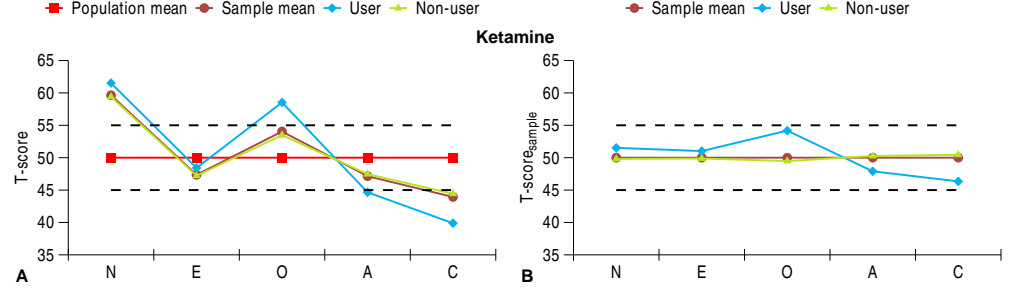 Population mean Sample mean User Non-user
Sample mean User Non-user
Ketamine
T-score
65
60
55
50
45
40
35
N E O A C
A
T-scoresample
65
60
55
50
45
40
35
N E O A C
B